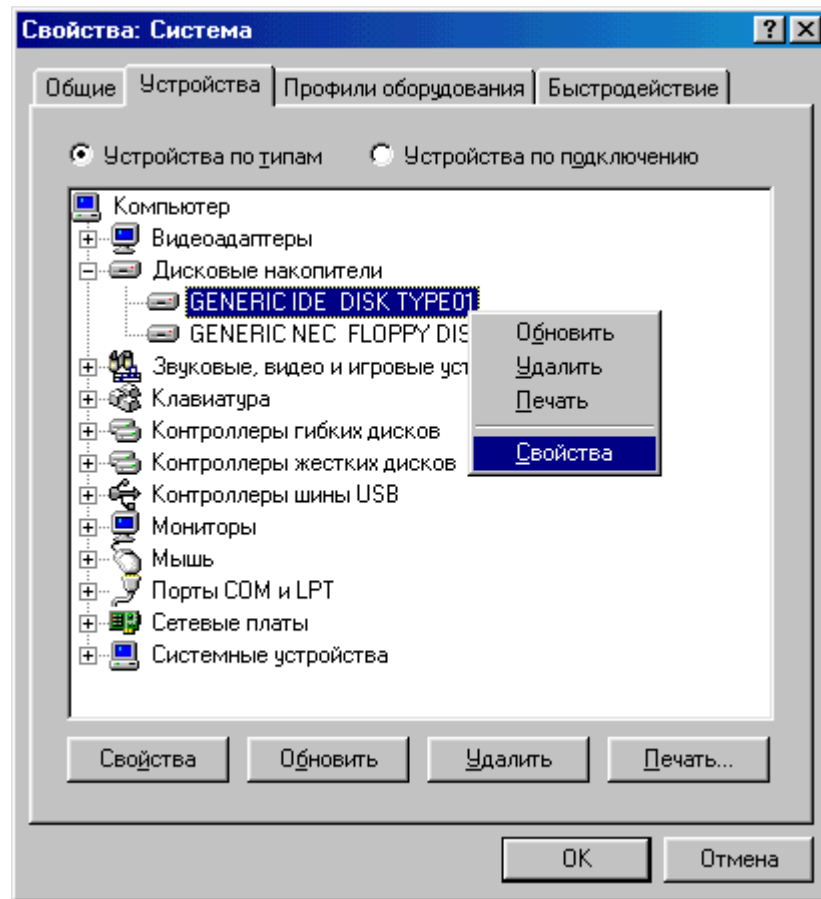 Свойства: Система
Общие Устройства Профили оборудования Быстродействие
Устройства по типам Устройства по подключению
Компьютер
Видеоадаптеры
Дисковые накопители
GENERIC IDE DISK TYPE01
GENERIC NEC FLOPPY DIS
Звуковые, видео и игровые уст
Клавиатура
Контроллеры гибких дисков
Контроллеры жестких дисков
Контроллеры шины USB
Мониторы
Мышь
Порты COM и LPT
Сетевые платы
Системные устройства
Обновить
Удалить
Печать
Свойства
Свойства Обновить Удалить Печать...
OK Отмена